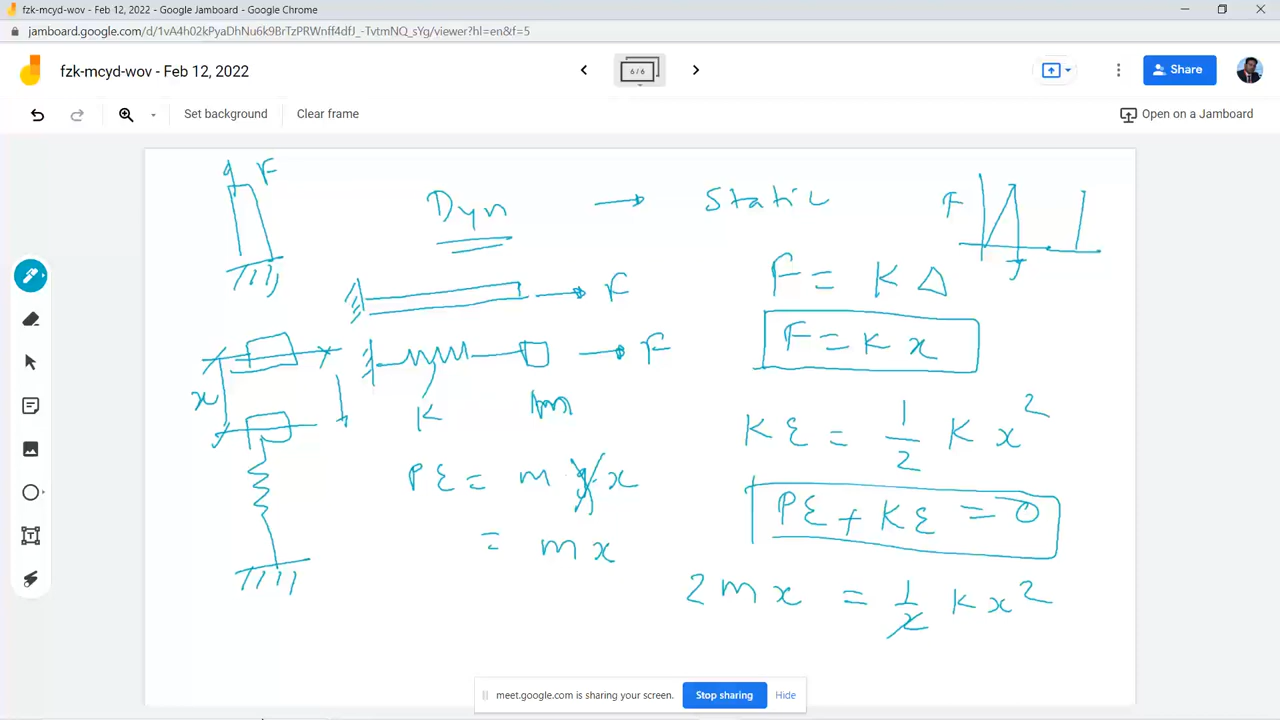 fzk-mcyd-wov - Feb 12, 2022 - Google Jamboard - Google Chrome
jamboard.google.com/d/1vA4h02kPyaDhNu6k9BrTzPRWnff4dfJ_-TvtmNQ_sYg/viewer?hl=en&f=5
fzk-mcyd-wov - Feb 12, 2022
6/6
Share
Set background
Clear frame
Open on a Jamboard
F
Dyn → Static
F
F = K Δ
F
F = K x
F
K
m
x
KE = 1/2 K x²
PE = m g x
PE + KE = 0
= m x
2 m x = 1/2 K x²
meet.google.com is sharing your screen.
Stop sharing
Hide